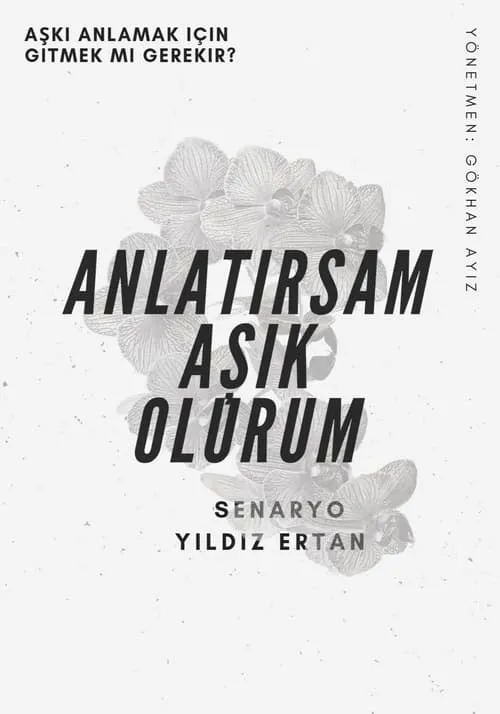 AŞKI ANLAMAK IÇIN
GITMEK MI GEREKIR?
YÖNETMEN: GÖKHAN AYIZ
ANLATIRSAM
AŞIK
OLURUM
SENARYO
YILDIZ ERTAN